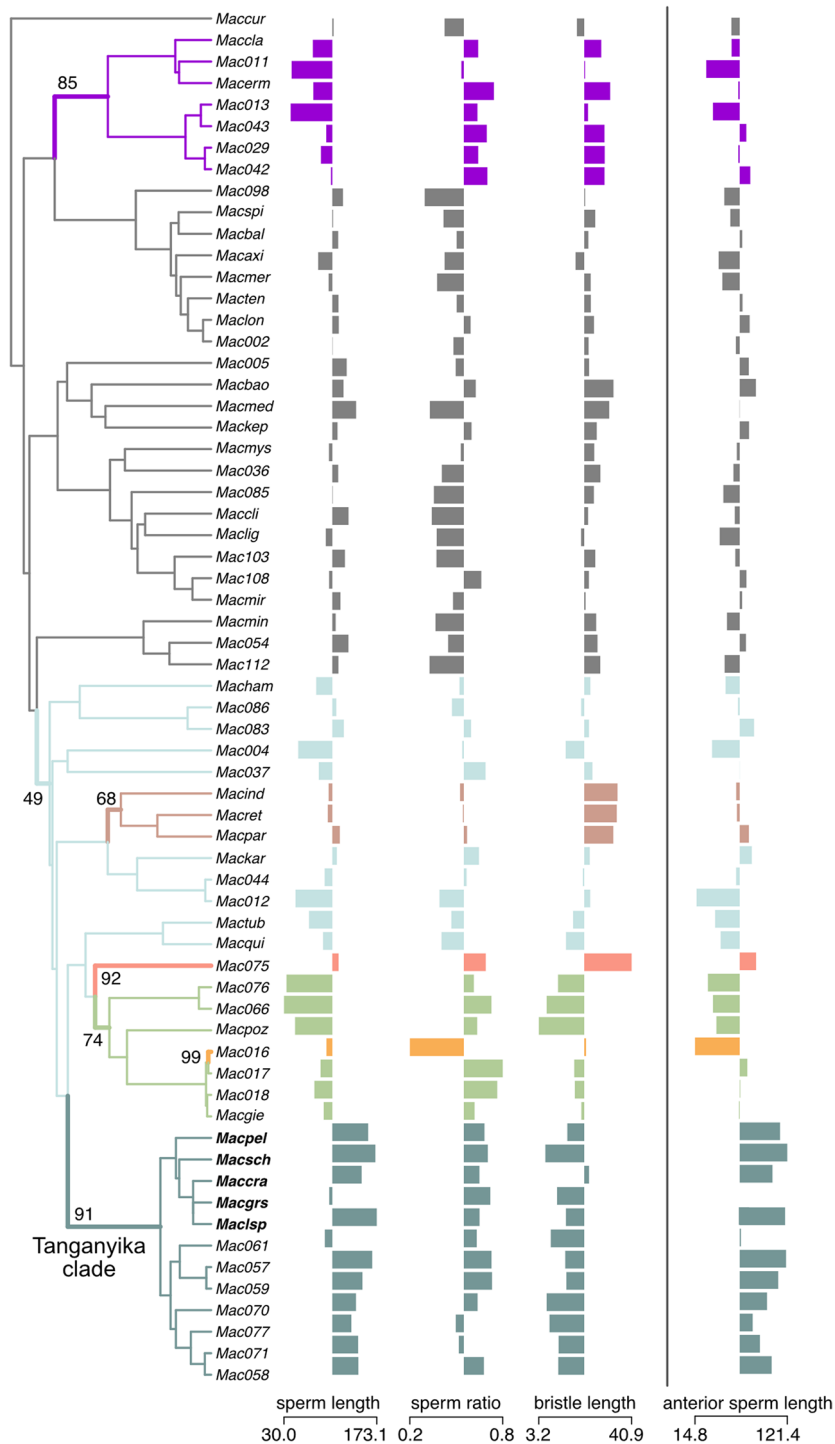 Maccur
Maccla
Mac011
Macerm
85
Mac013
Mac043
Mac029
Mac042
Mac098
Macspi
Macbal
Macaxi
Macmer
Macten
Maclon
Mac002
Mac005
Macbao
Macmed
Mackep
Macmys
Mac036
Mac085
Maccli
Maclig
Mac103
Mac108
Macmir
Macmin
Mac054
Mac112
Macham
Mac086
Mac083
Mac004
Mac037
49
68
Macind
Macret
Macpar
Mackar
Mac044
Mac012
Mactub
Macqui
Mac075
92
Mac076
Mac066
Macpoz
74
99
Mac016
Mac017
Mac018
Macgie
Macpel
Macsch
Maccra
Macgrs
Maclsp
91
Tanganyika
clade
Mac061
Mac057
Mac059
Mac070
Mac077
Mac071
Mac058
sperm length
sperm ratio
bristle length
anterior sperm length
30.0 173.1
0.2 0.8
3.2 40.9
14.8 121.4